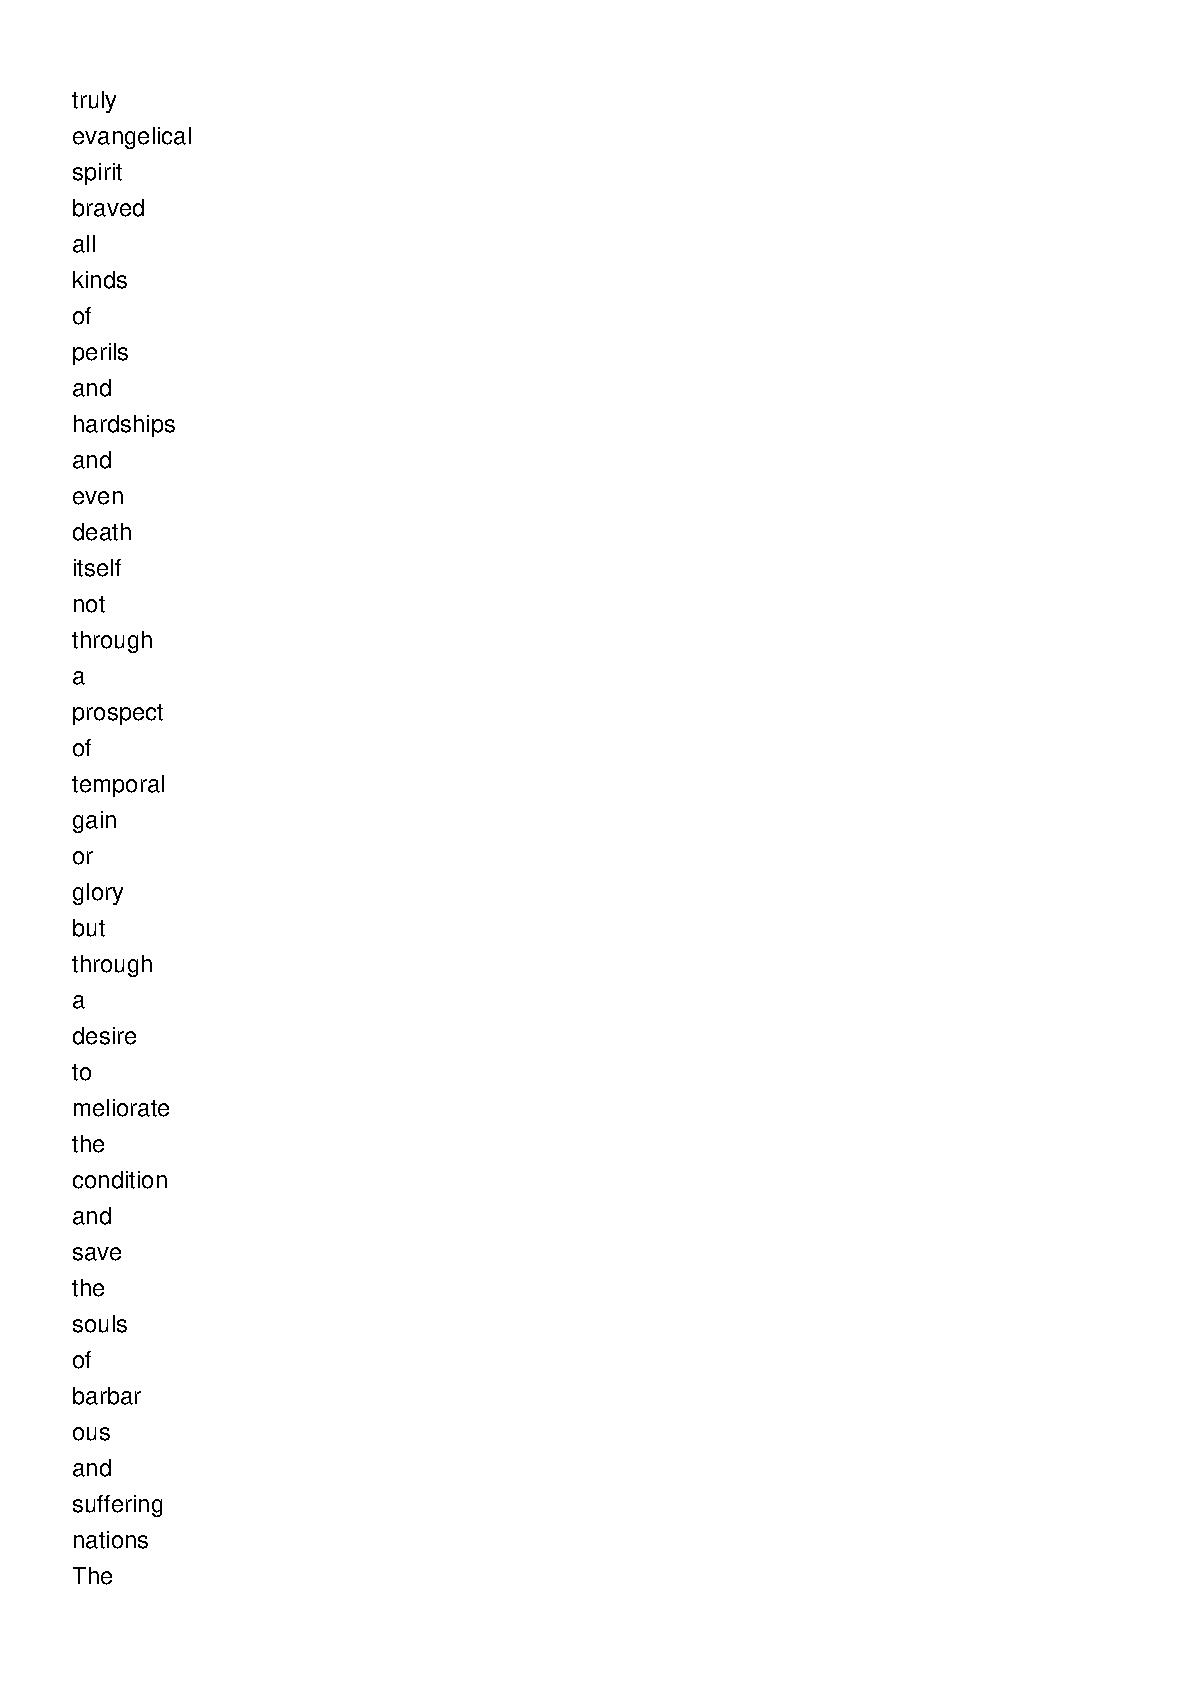 truly
evangelical
spirit
braved
all
kinds
of
perils
and
hardships
and
even
death
itself
not
through
a
prospect
of
temporal
gain
or
glory
but
through
a
desire
to
meliorate
the
condition
and
save
the
souls
of
barbar
ous
and
suffering
nations
The